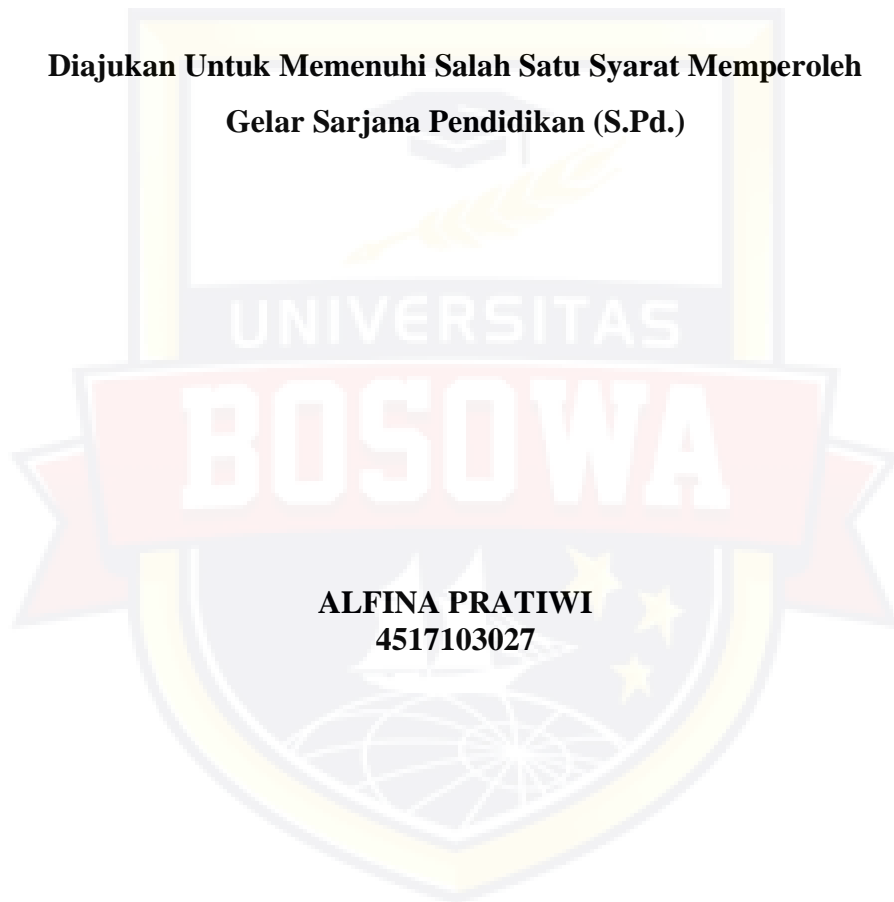 Diajukan Untuk Memenuhi Salah Satu Syarat Memperoleh
Gelar Sarjana Pendidikan (S.Pd.)
UNIVERSITAS
BOSOWA
ALFINA PRATIWI
4517103027